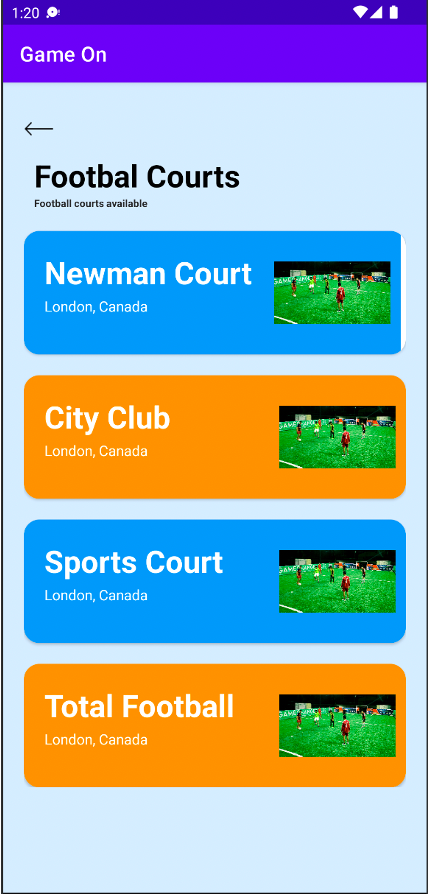 1:20
Game On
Footbal Courts
Football courts available
Newman Court
London, Canada
City Club
London, Canada
Sports Court
London, Canada
Total Football
London, Canada